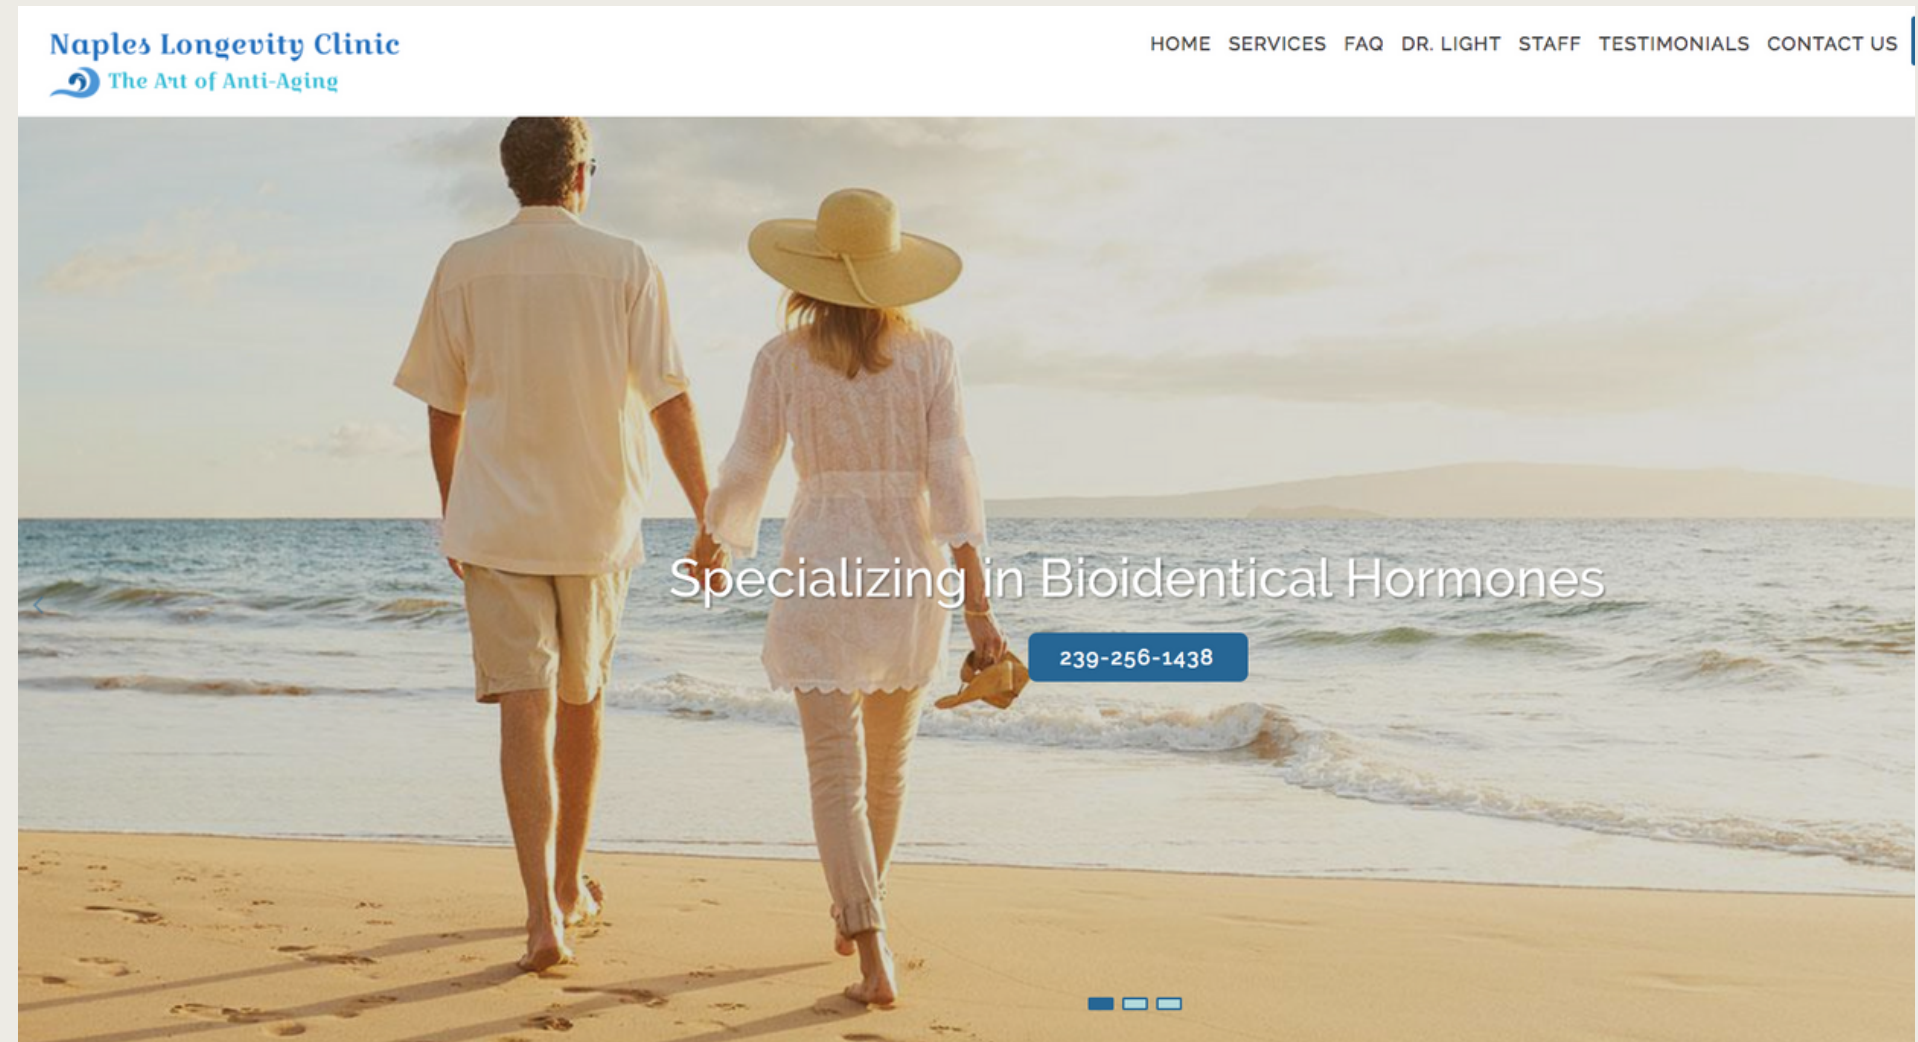 Naples Longevity Clinic
The Art of Anti-Aging
HOME SERVICES FAQ DR. LIGHT STAFF TESTIMONIALS CONTACT US
Specializing in Bioidentical Hormones
239-256-1438